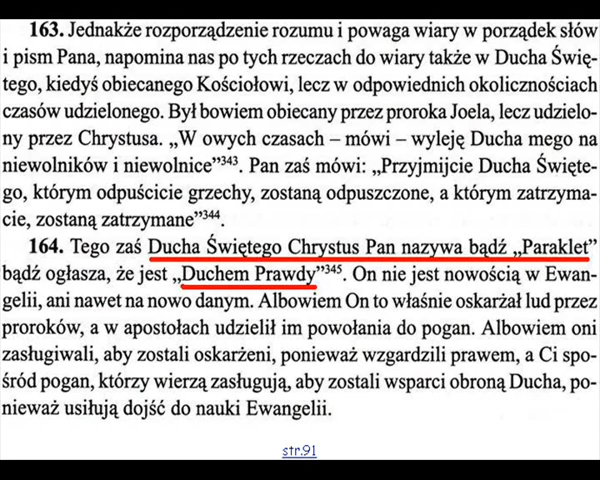 163. Jednakże rozporządzenie rozumu i powaga wiary w porządek słów
i pism Pana, napomina nas po tych rzeczach do wiary także w Ducha Świę-
tego, kiedyś obiecanego Kościołowi, lecz w odpowiednich okolicznościach
czasów udzielonego. Był bowiem obiecany przez proroka Joela, lecz udzielo-
ny przez Chrystusa. „W owych czasach – mówi – wyleję Ducha mego na
niewolników i niewolnice”343. Pan zaś mówi: „Przyjmijcie Ducha Święte-
go, którym odpuścicie grzechy, zostaną odpuszczone, a którym zatrzyma-
cie, zostaną zatrzymane”344.
164. Tego zaś Ducha Świętego Chrystus Pan nazywa bądź „Paraklet”
bądź ogłasza, że jest „Duchem Prawdy”345. On nie jest nowością w Ewan-
gelii, ani nawet na nowo danym. Albowiem On to właśnie oskarżał lud przez
proroków, a w apostołach udzielił im powołania do pogan. Albowiem oni
zasługiwali, aby zostali oskarżeni, ponieważ wzgardzili prawem, a Ci spo-
śród pogan, którzy wierzą zasługują, aby zostali wsparci obroną Ducha, po-
nieważ usiłują dojść do nauki Ewangelii.
str.91